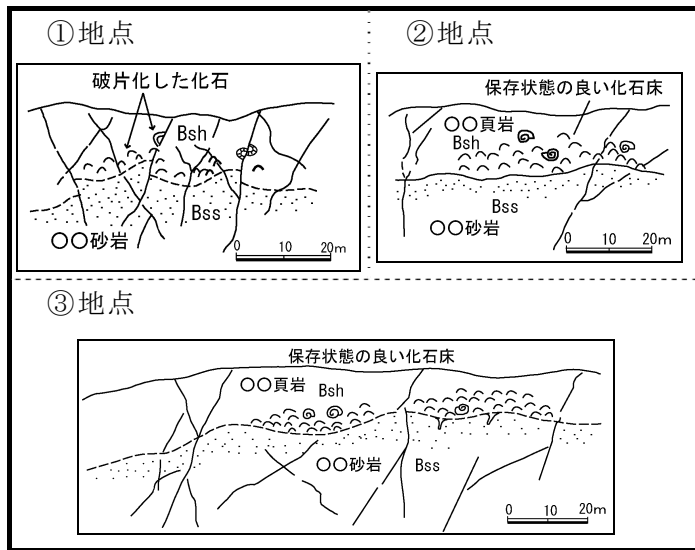 ①地点
破片化した化石
Bsh
Bss
○○砂岩
0 10 20m
②地点
保存状態の良い化石床
○○頁岩
Bsh
Bss
○○砂岩
0 10 20m
③地点
保存状態の良い化石床
○○頁岩
Bsh
○○砂岩
Bss
0 10 20m